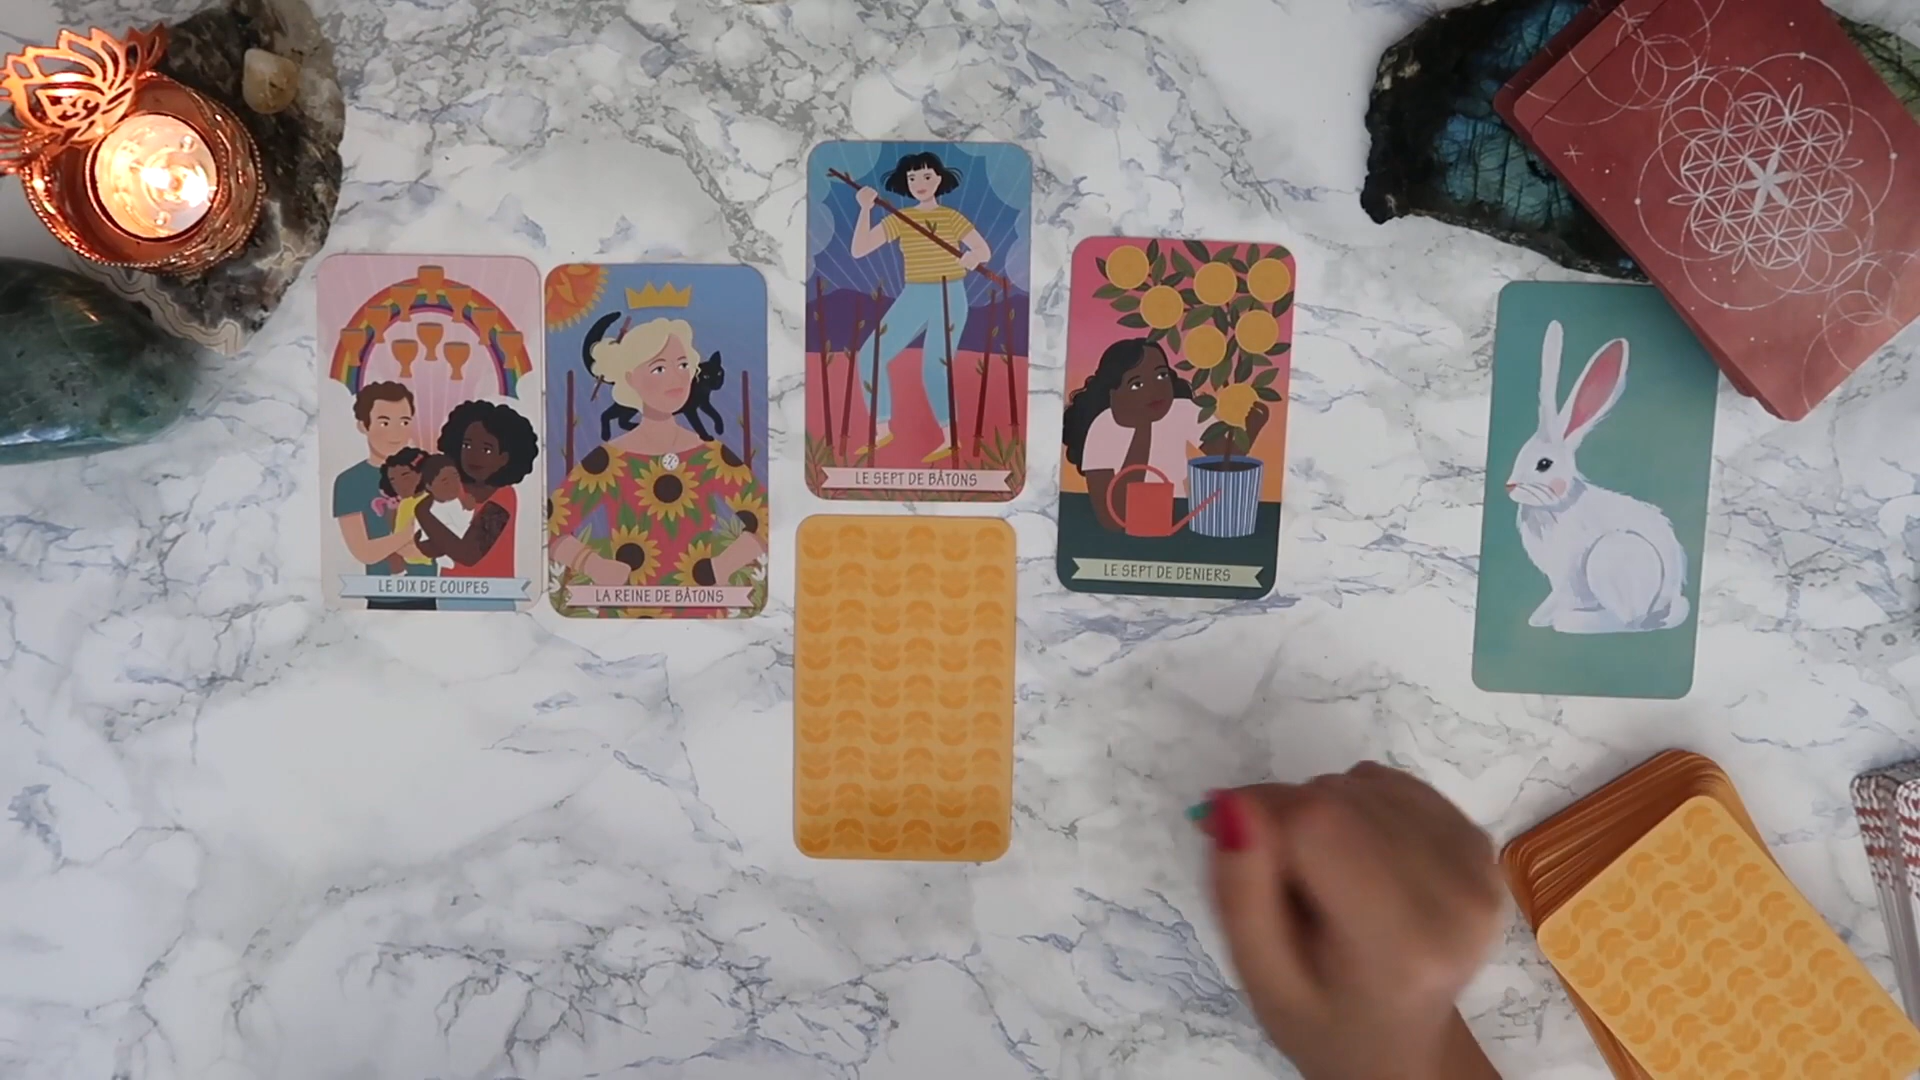 LE DIX DE COUPES
LA REINE DE BÂTONS
LE SEPT DE BÂTONS
LE SEPT DE DENIERS